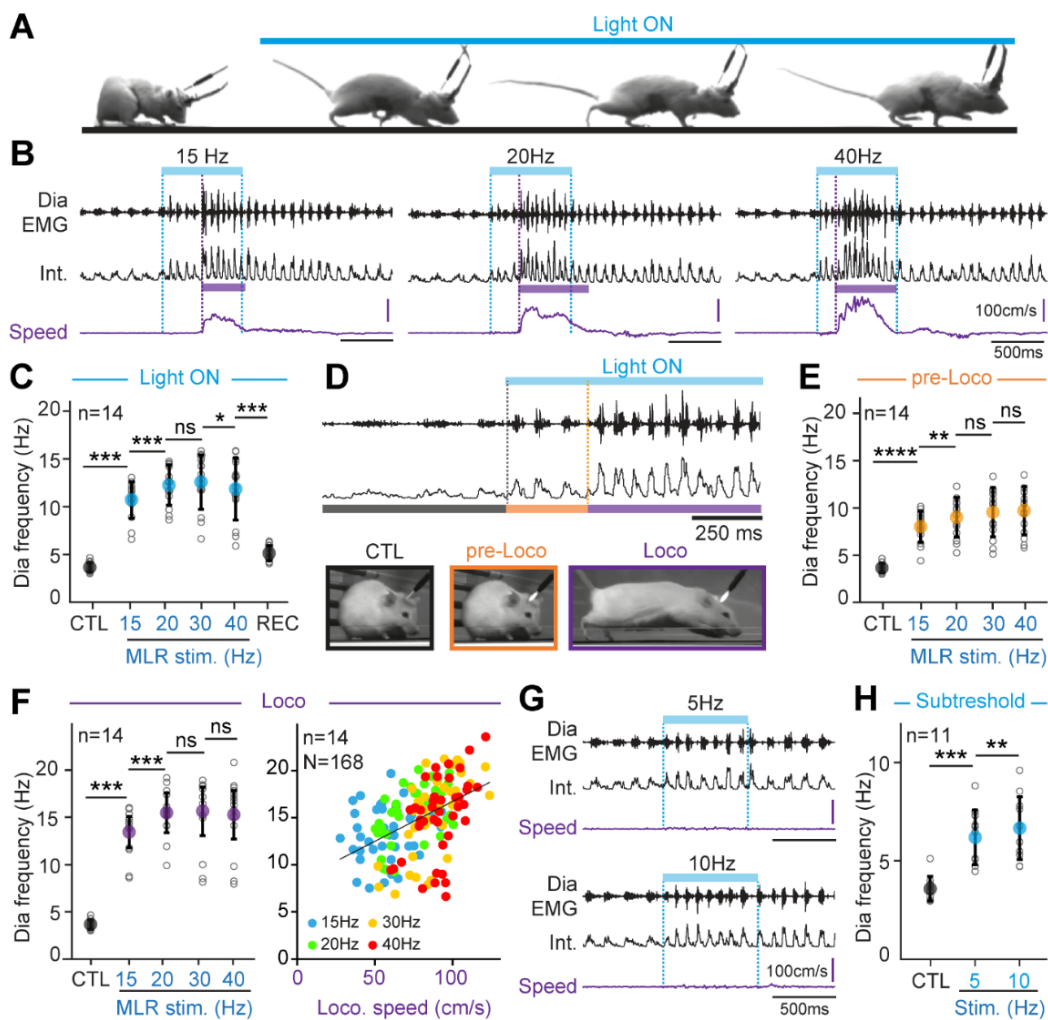 A
Light ON
B
15 Hz
20Hz
40Hz
Dia
EMG
Int.
Speed
100cm/s
500ms
C
Light ON
n=14
Dia frequency (Hz)
20
15
10
5
0
***
***
ns
*
***
CTL
15
20
30
40
REC
MLR stim. (Hz)
D
Light ON
250 ms
CTL
pre-Loco
Loco
E
pre-Loco
n=14
Dia frequency (Hz)
20
15
10
5
0
****
**
ns
ns
CTL
15
20
30
40
MLR stim. (Hz)
F
Loco
n=14
Dia frequency (Hz)
20
15
10
5
0
***
***
ns
ns
CTL
15
20
30
40
MLR stim. (Hz)
n=14
N=168
20
15
10
5
0
15Hz
30Hz
20Hz
40Hz
0
50
100
Loco. speed (cm/s)
G
5Hz
Dia
EMG
Int.
Speed
10Hz
Dia
EMG
Int.
Speed
100cm/s
500ms
H
Subtreshold
n=11
Dia frequency (Hz)
10
5
0
***
**
CTL
5
10
Stim. (Hz)